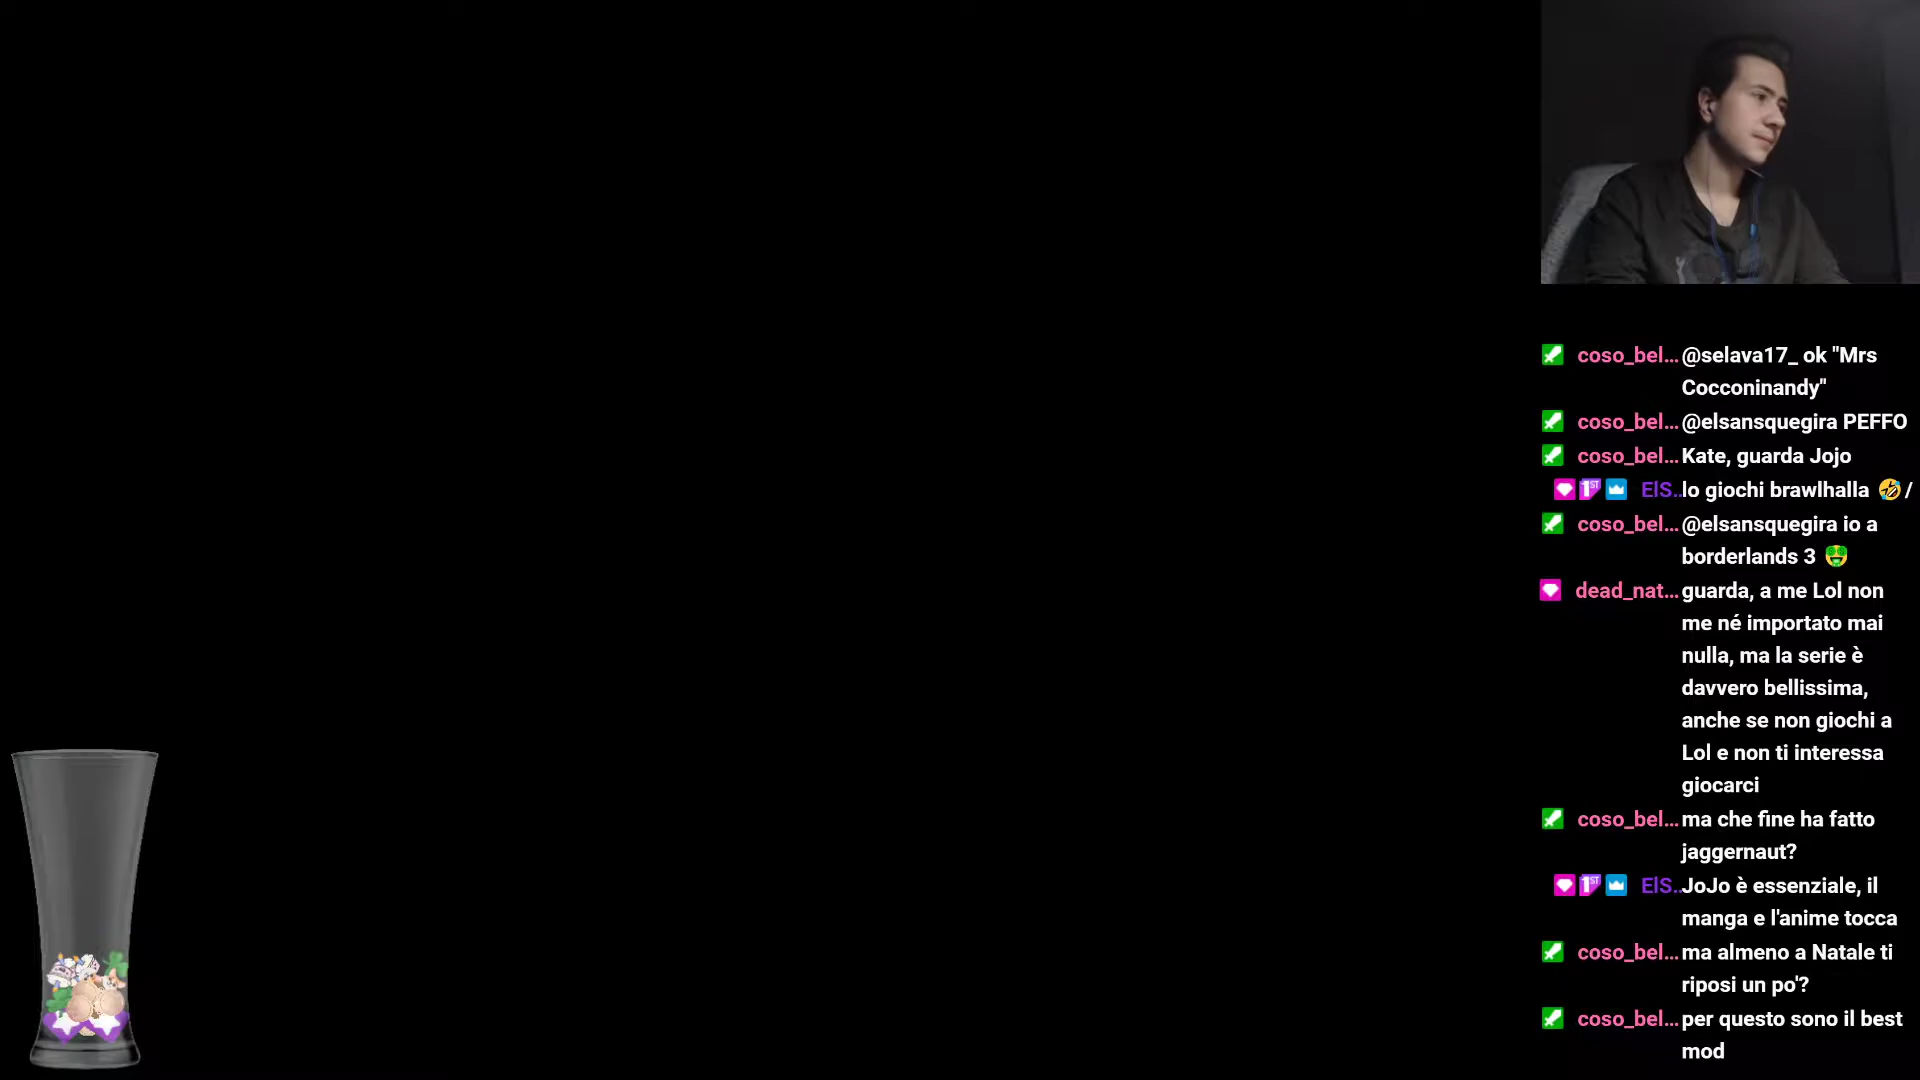 coso_bel... @selava17_ ok "Mrs
Cocconinandy"
coso_bel... @elsansquegira PEFFO
coso_bel... Kate, guarda Jojo
1ST ElS.. lo giochi brawlhalla 🤣/
coso_bel... @elsansquegira io a
borderlands 3 🤑
dead_nat... guarda, a me Lol non
me né importato mai
nulla, ma la serie è
davvero bellissima,
anche se non giochi a
Lol e non ti interessa
giocarci
coso_bel... ma che fine ha fatto
jaggernaut?
1ST ElS.. JoJo è essenziale, il
manga e l'anime tocca
coso_bel... ma almeno a Natale ti
riposi un po'?
coso_bel... per questo sono il best
mod